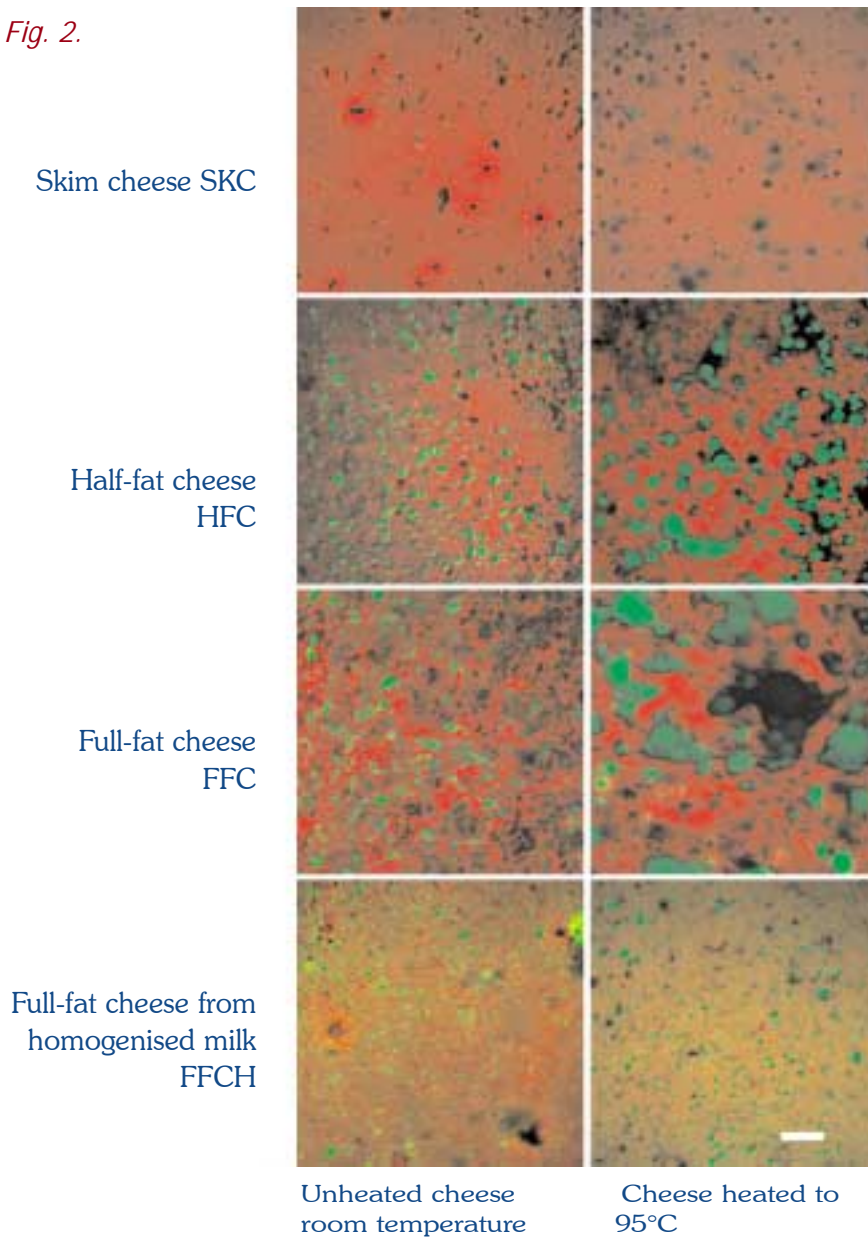 Fig. 2.
Skim cheese SKC
Half-fat cheese
HFC
Full-fat cheese
FFC
Full-fat cheese from
homogenised milk
FFCH
Unheated cheese
room temperature
Cheese heated to
95°C